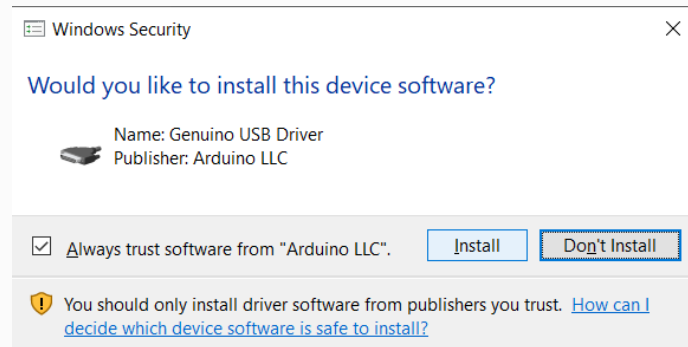 Windows Security
Would you like to install this device software?
Name: Genuino USB Driver
Publisher: Arduino LLC
Always trust software from "Arduino LLC".
Install
Don't Install
You should only install driver software from publishers you trust. How can I
decide which device software is safe to install?